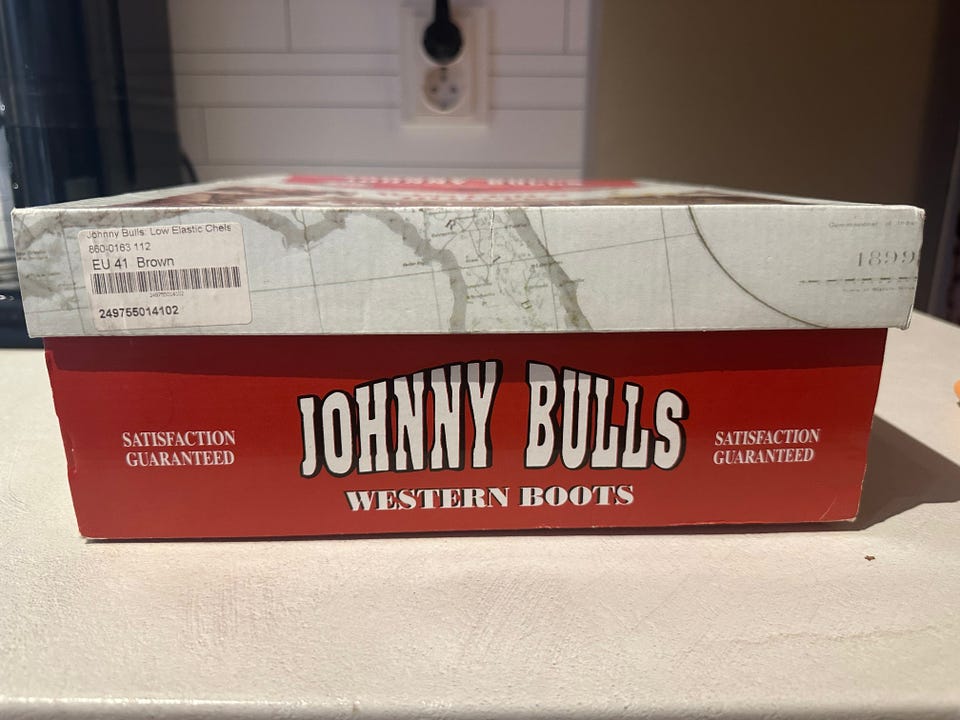 Johnny Bulls: Low Elastic Chels
860-0163 112
EU 41 Brown
249755014102
249755014102
1899
JOHNNY BULLS
WESTERN BOOTS
SATISFACTION
GUARANTEED
SATISFACTION
GUARANTEED